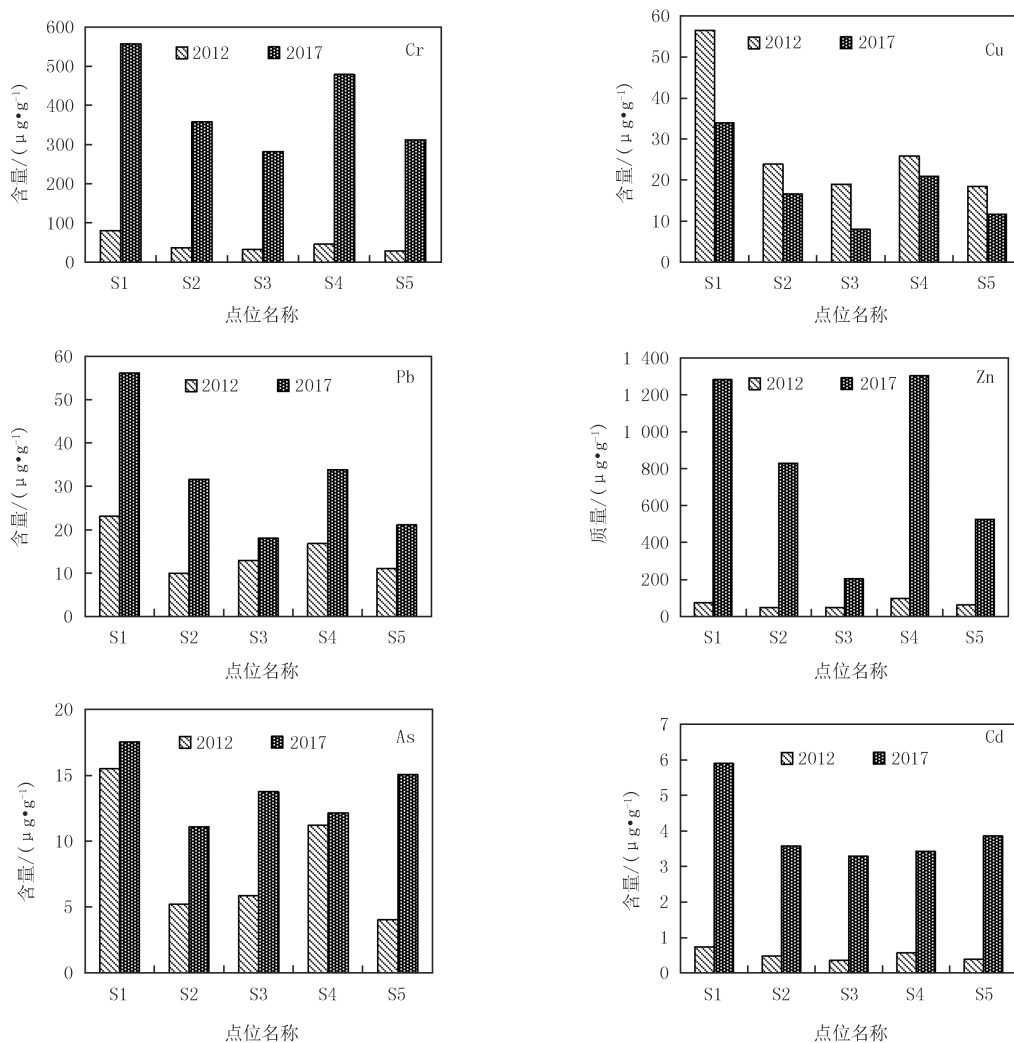 600
500
400
300
200
100
0
含量/(μg•g⁻¹)
2012 2017 Cr
S1 S2 S3 S4 S5
点位名称
60
50
40
30
20
10
0
含量/(μg•g⁻¹)
2012 2017 Cu
S1 S2 S3 S4 S5
点位名称
60
50
40
30
20
10
0
含量/(μg•g⁻¹)
2012 2017 Pb
S1 S2 S3 S4 S5
点位名称
1 400
1 200
1 000
800
600
400
200
0
质量/(μg•g⁻¹)
2012 2017 Zn
S1 S2 S3 S4 S5
点位名称
20
15
10
5
0
含量/(μg•g⁻¹)
2012 2017 As
S1 S2 S3 S4 S5
点位名称
7
6
5
4
3
2
1
0
含量/(μg•g⁻¹)
2012 2017 Cd
S1 S2 S3 S4 S5
点位名称